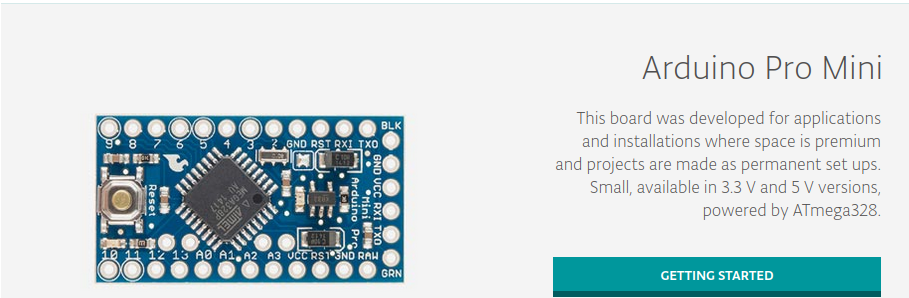 Arduino Pro Mini
This board was developed for applications
and installations where space is premium
and projects are made as permanent set ups.
Small, available in 3.3 V and 5 V versions,
powered by ATmega328.
GETTING STARTED
9 8 7 6 5 4 3 2 GND RST RXI TXO
BLK
GND
VCC
RXI
TXO
GRN
Reset
ATMEL
Arduino Pro
Mini
10 11 12 13 A0 A1 A2 A3 VCC RST GND RAW